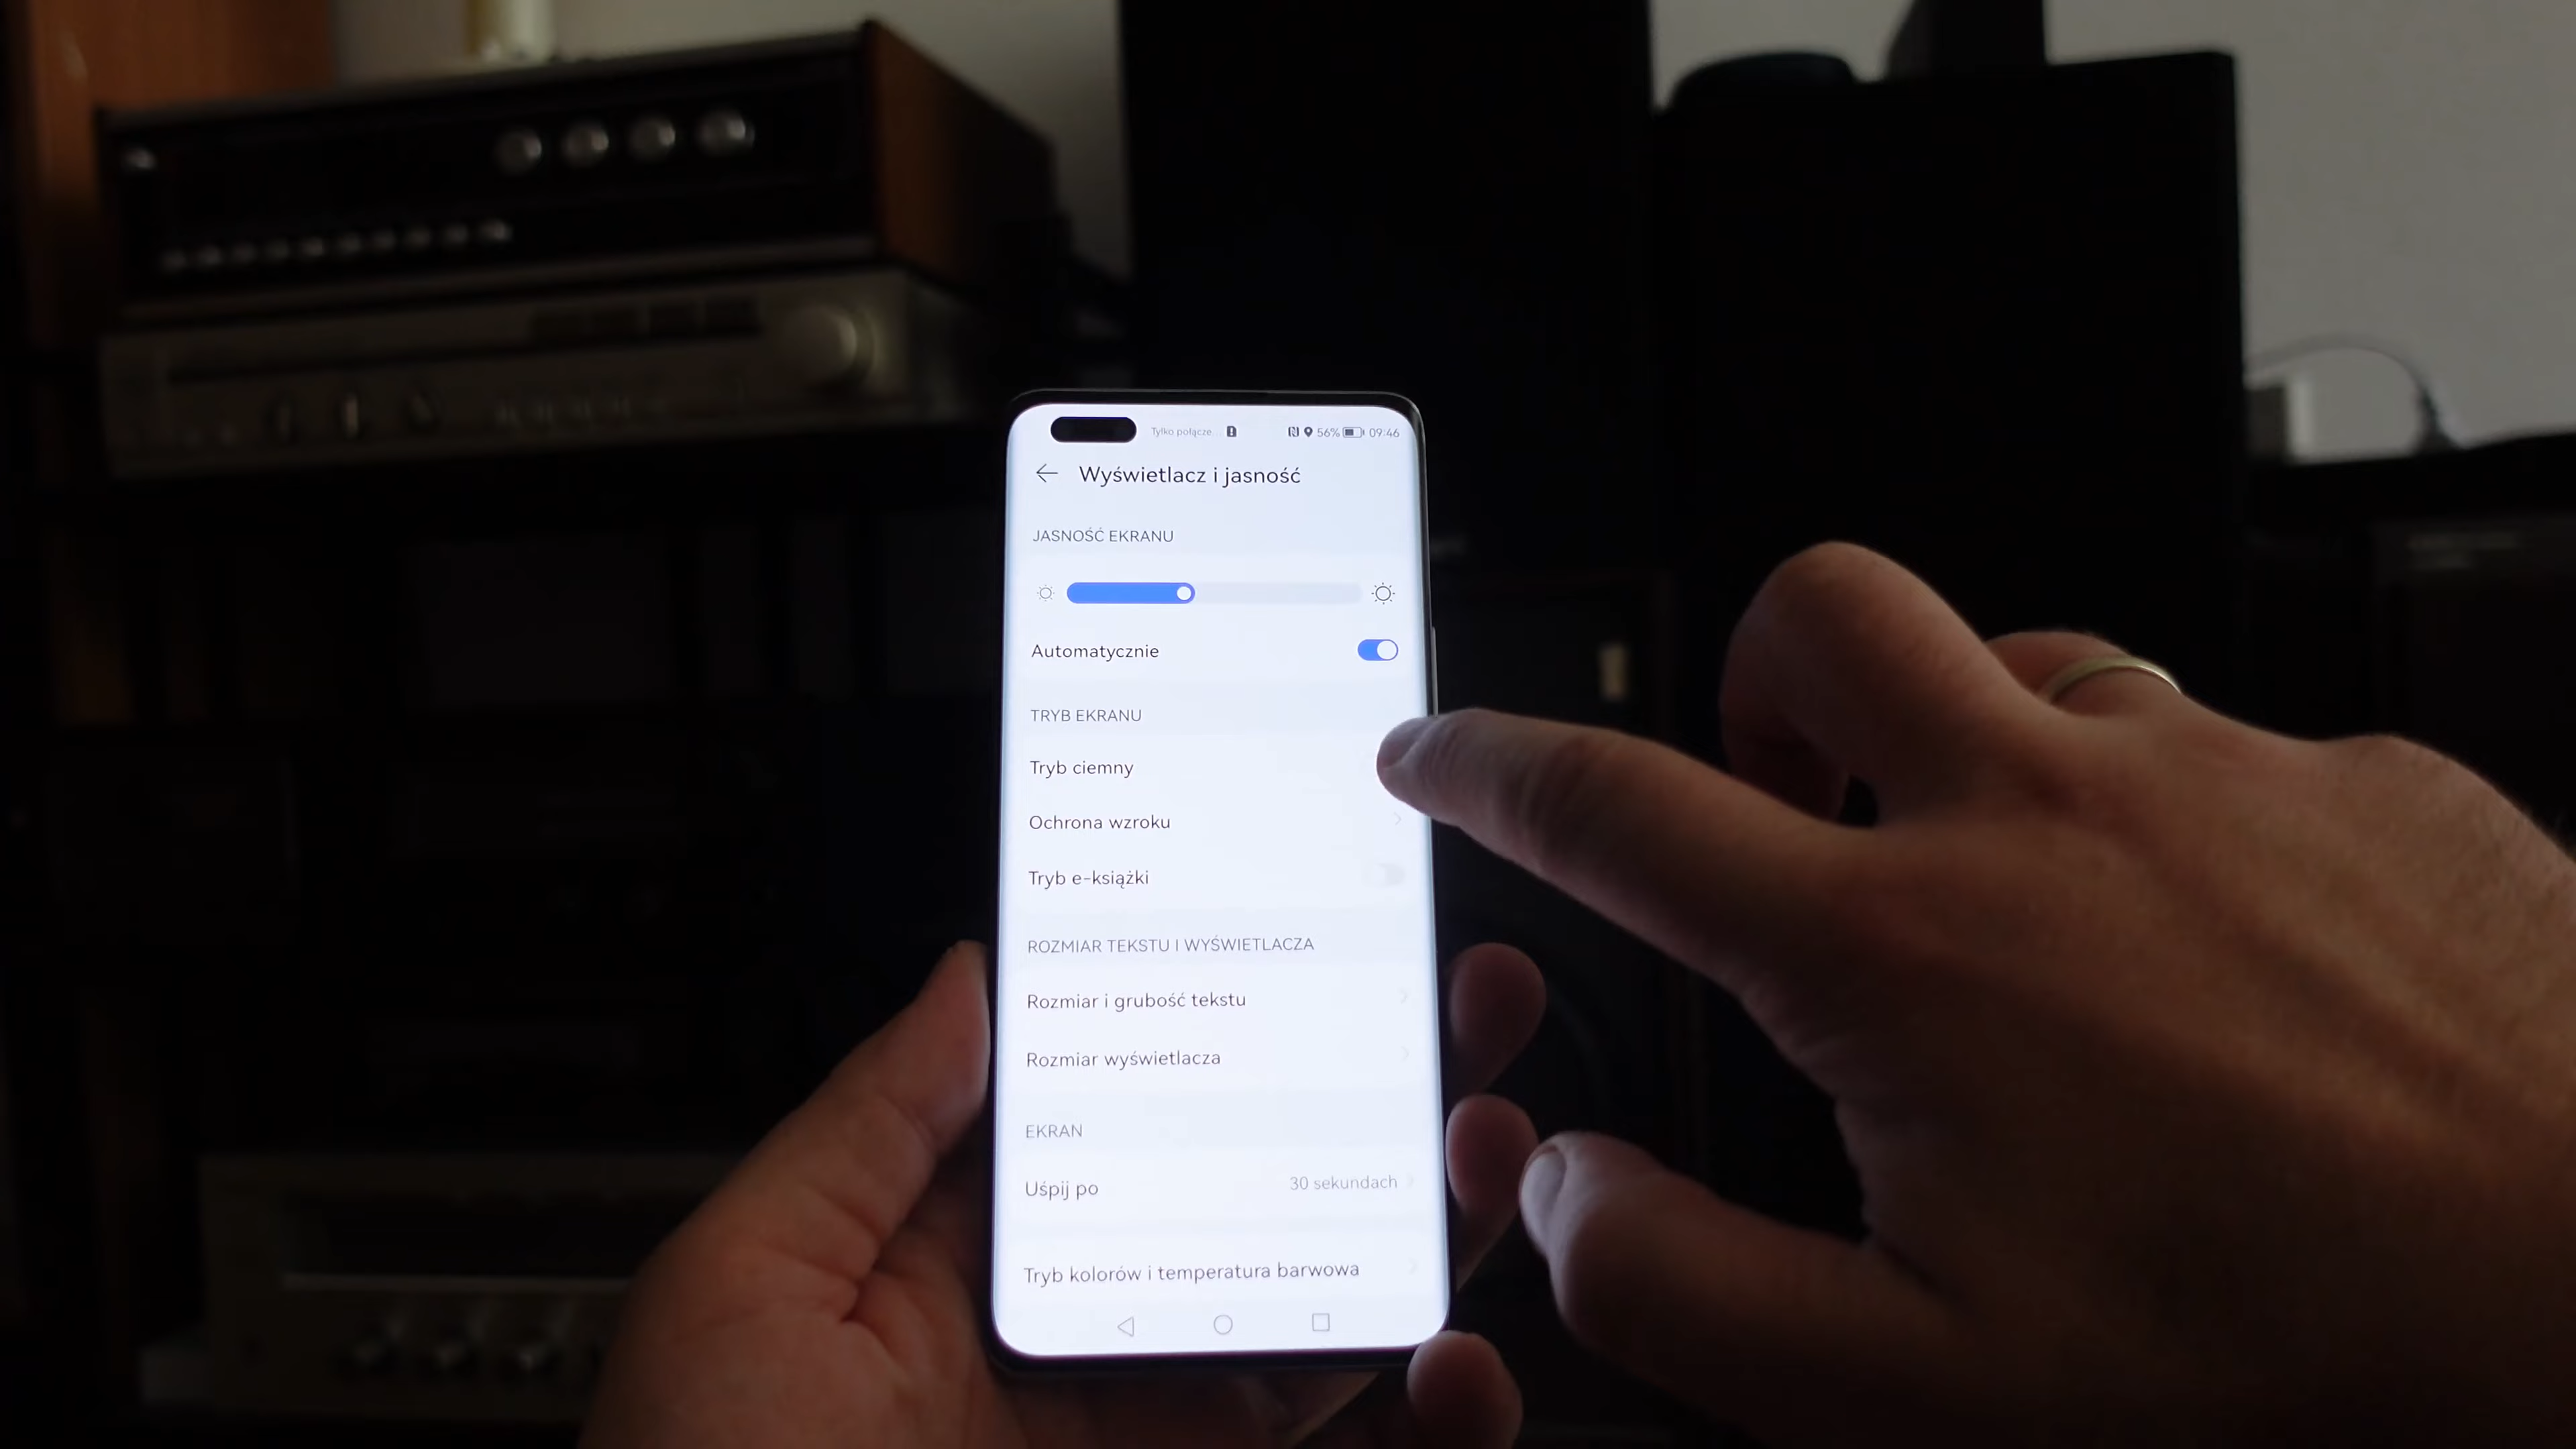 Tylko połącze
56% 09:46
Wyświetlacz i jasność
JASNOŚĆ EKRANU
Automatycznie
TRYB EKRANU
Tryb ciemny
Ochrona wzroku
Tryb e-książki
ROZMIAR TEKSTU I WYŚWIETLACZA
Rozmiar i grubość tekstu
Rozmiar wyświetlacza
EKRAN
Uśpij po 30 sekundach
Tryb kolorów i temperatura barwowa